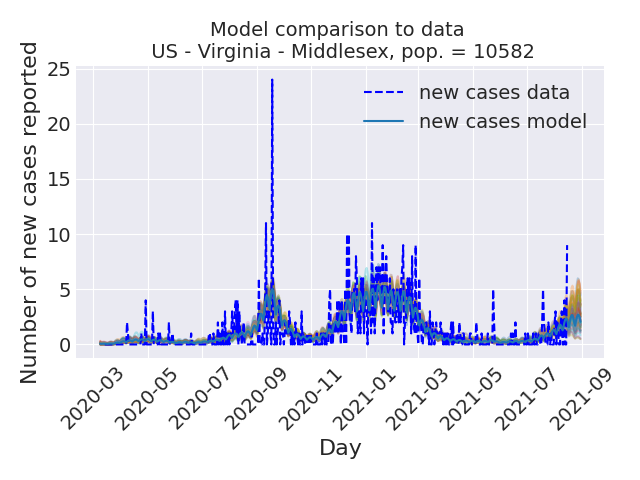 Model comparison to data
US - Virginia - Middlesex, pop. = 10582
Number of new cases reported
25
20
15
10
5
0
new cases data
new cases model
2020-03
2020-05
2020-07
2020-09
2020-11
2021-01
2021-03
2021-05
2021-07
2021-09
Day